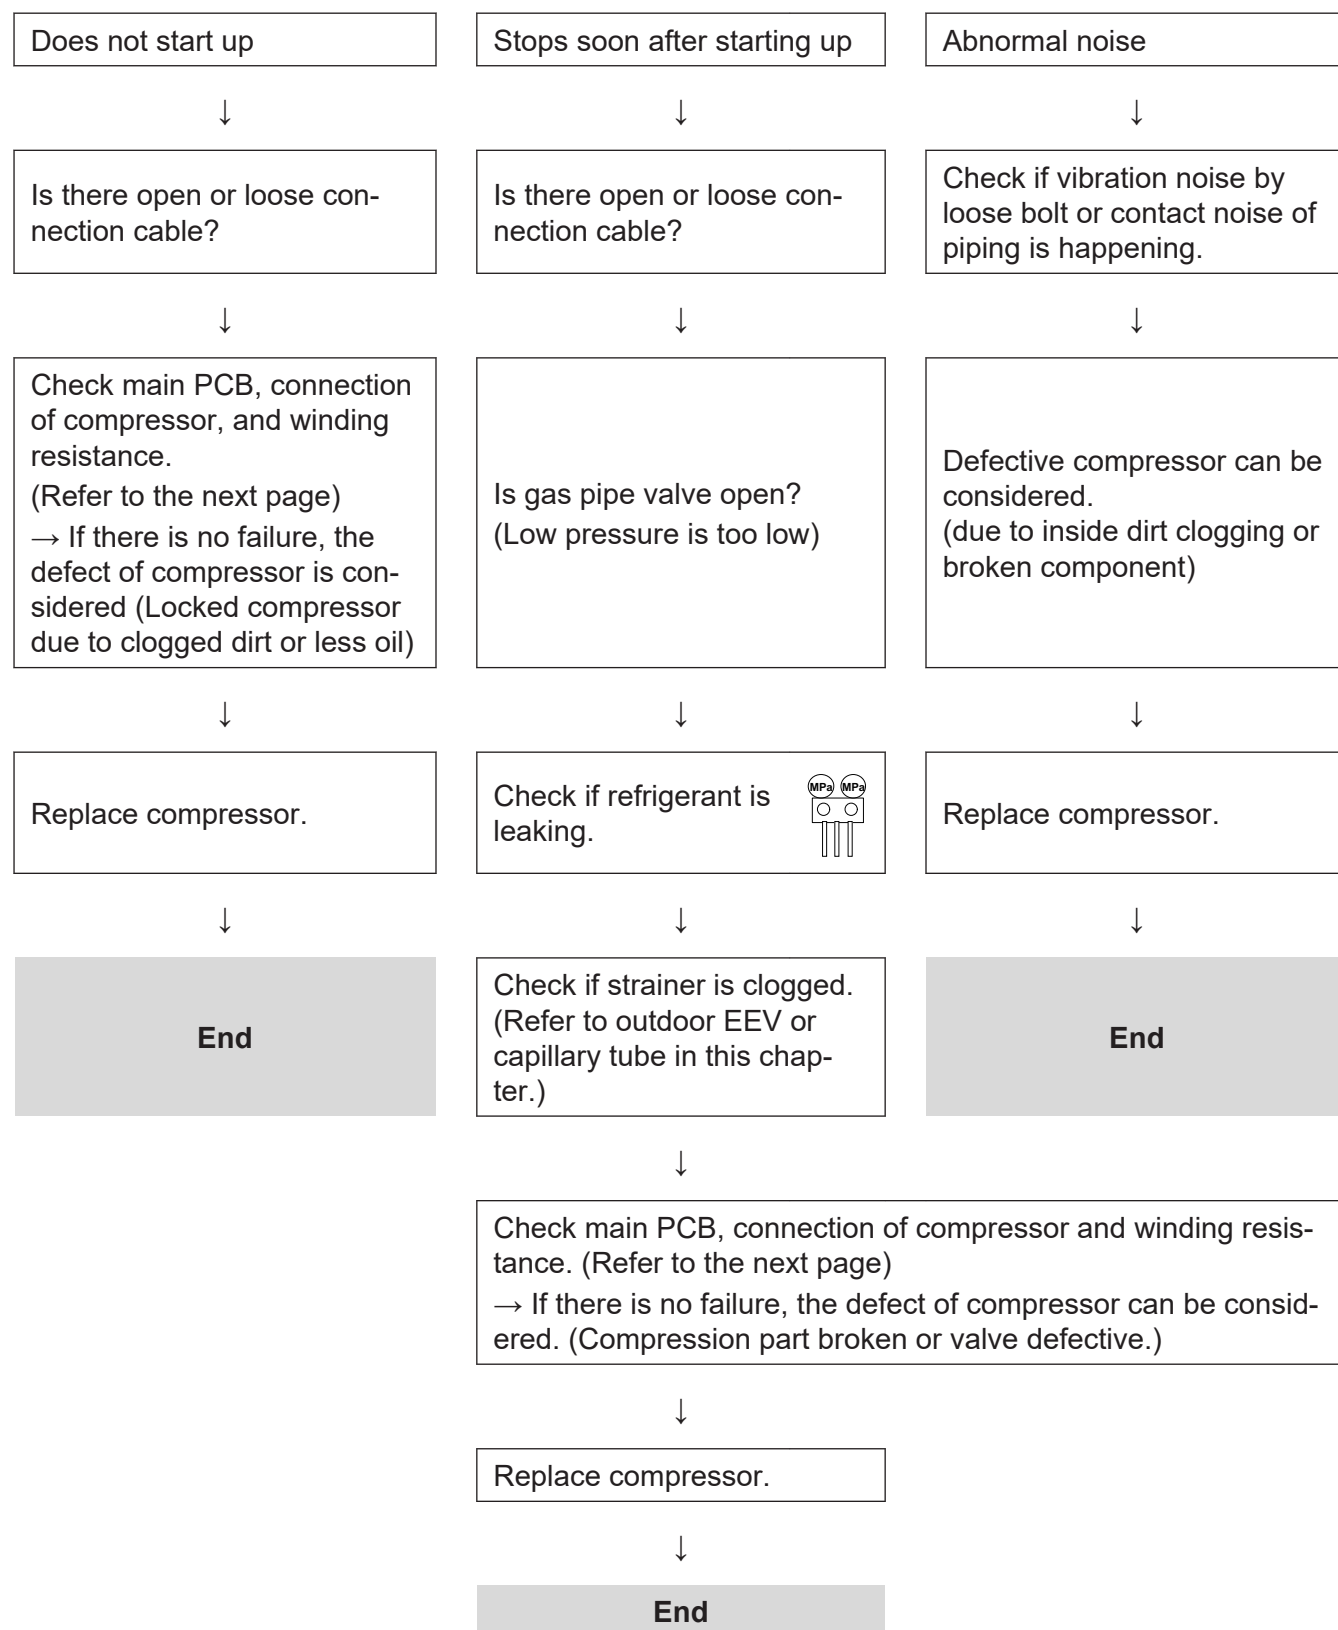 Does not start up
↓
Is there open or loose con-
nection cable?
↓
Check main PCB, connection
of compressor, and winding
resistance.
(Refer to the next page)
→ If there is no failure, the
defect of compressor is con-
sidered (Locked compressor
due to clogged dirt or less oil)
↓
Replace compressor.
↓
End
Stops soon after starting up
↓
Is there open or loose con-
nection cable?
↓
Is gas pipe valve open?
(Low pressure is too low)
↓
Check if refrigerant is
leaking.
MPa MPa
↓
Check if strainer is clogged.
(Refer to outdoor EEV or
capillary tube in this chap-
ter.)
↓
Check main PCB, connection of compressor and winding resis-
tance. (Refer to the next page)
→ If there is no failure, the defect of compressor can be consid-
ered. (Compression part broken or valve defective.)
↓
Replace compressor.
↓
End
Abnormal noise
↓
Check if vibration noise by
loose bolt or contact noise of
piping is happening.
↓
Defective compressor can be
considered.
(due to inside dirt clogging or
broken component)
↓
Replace compressor.
↓
End